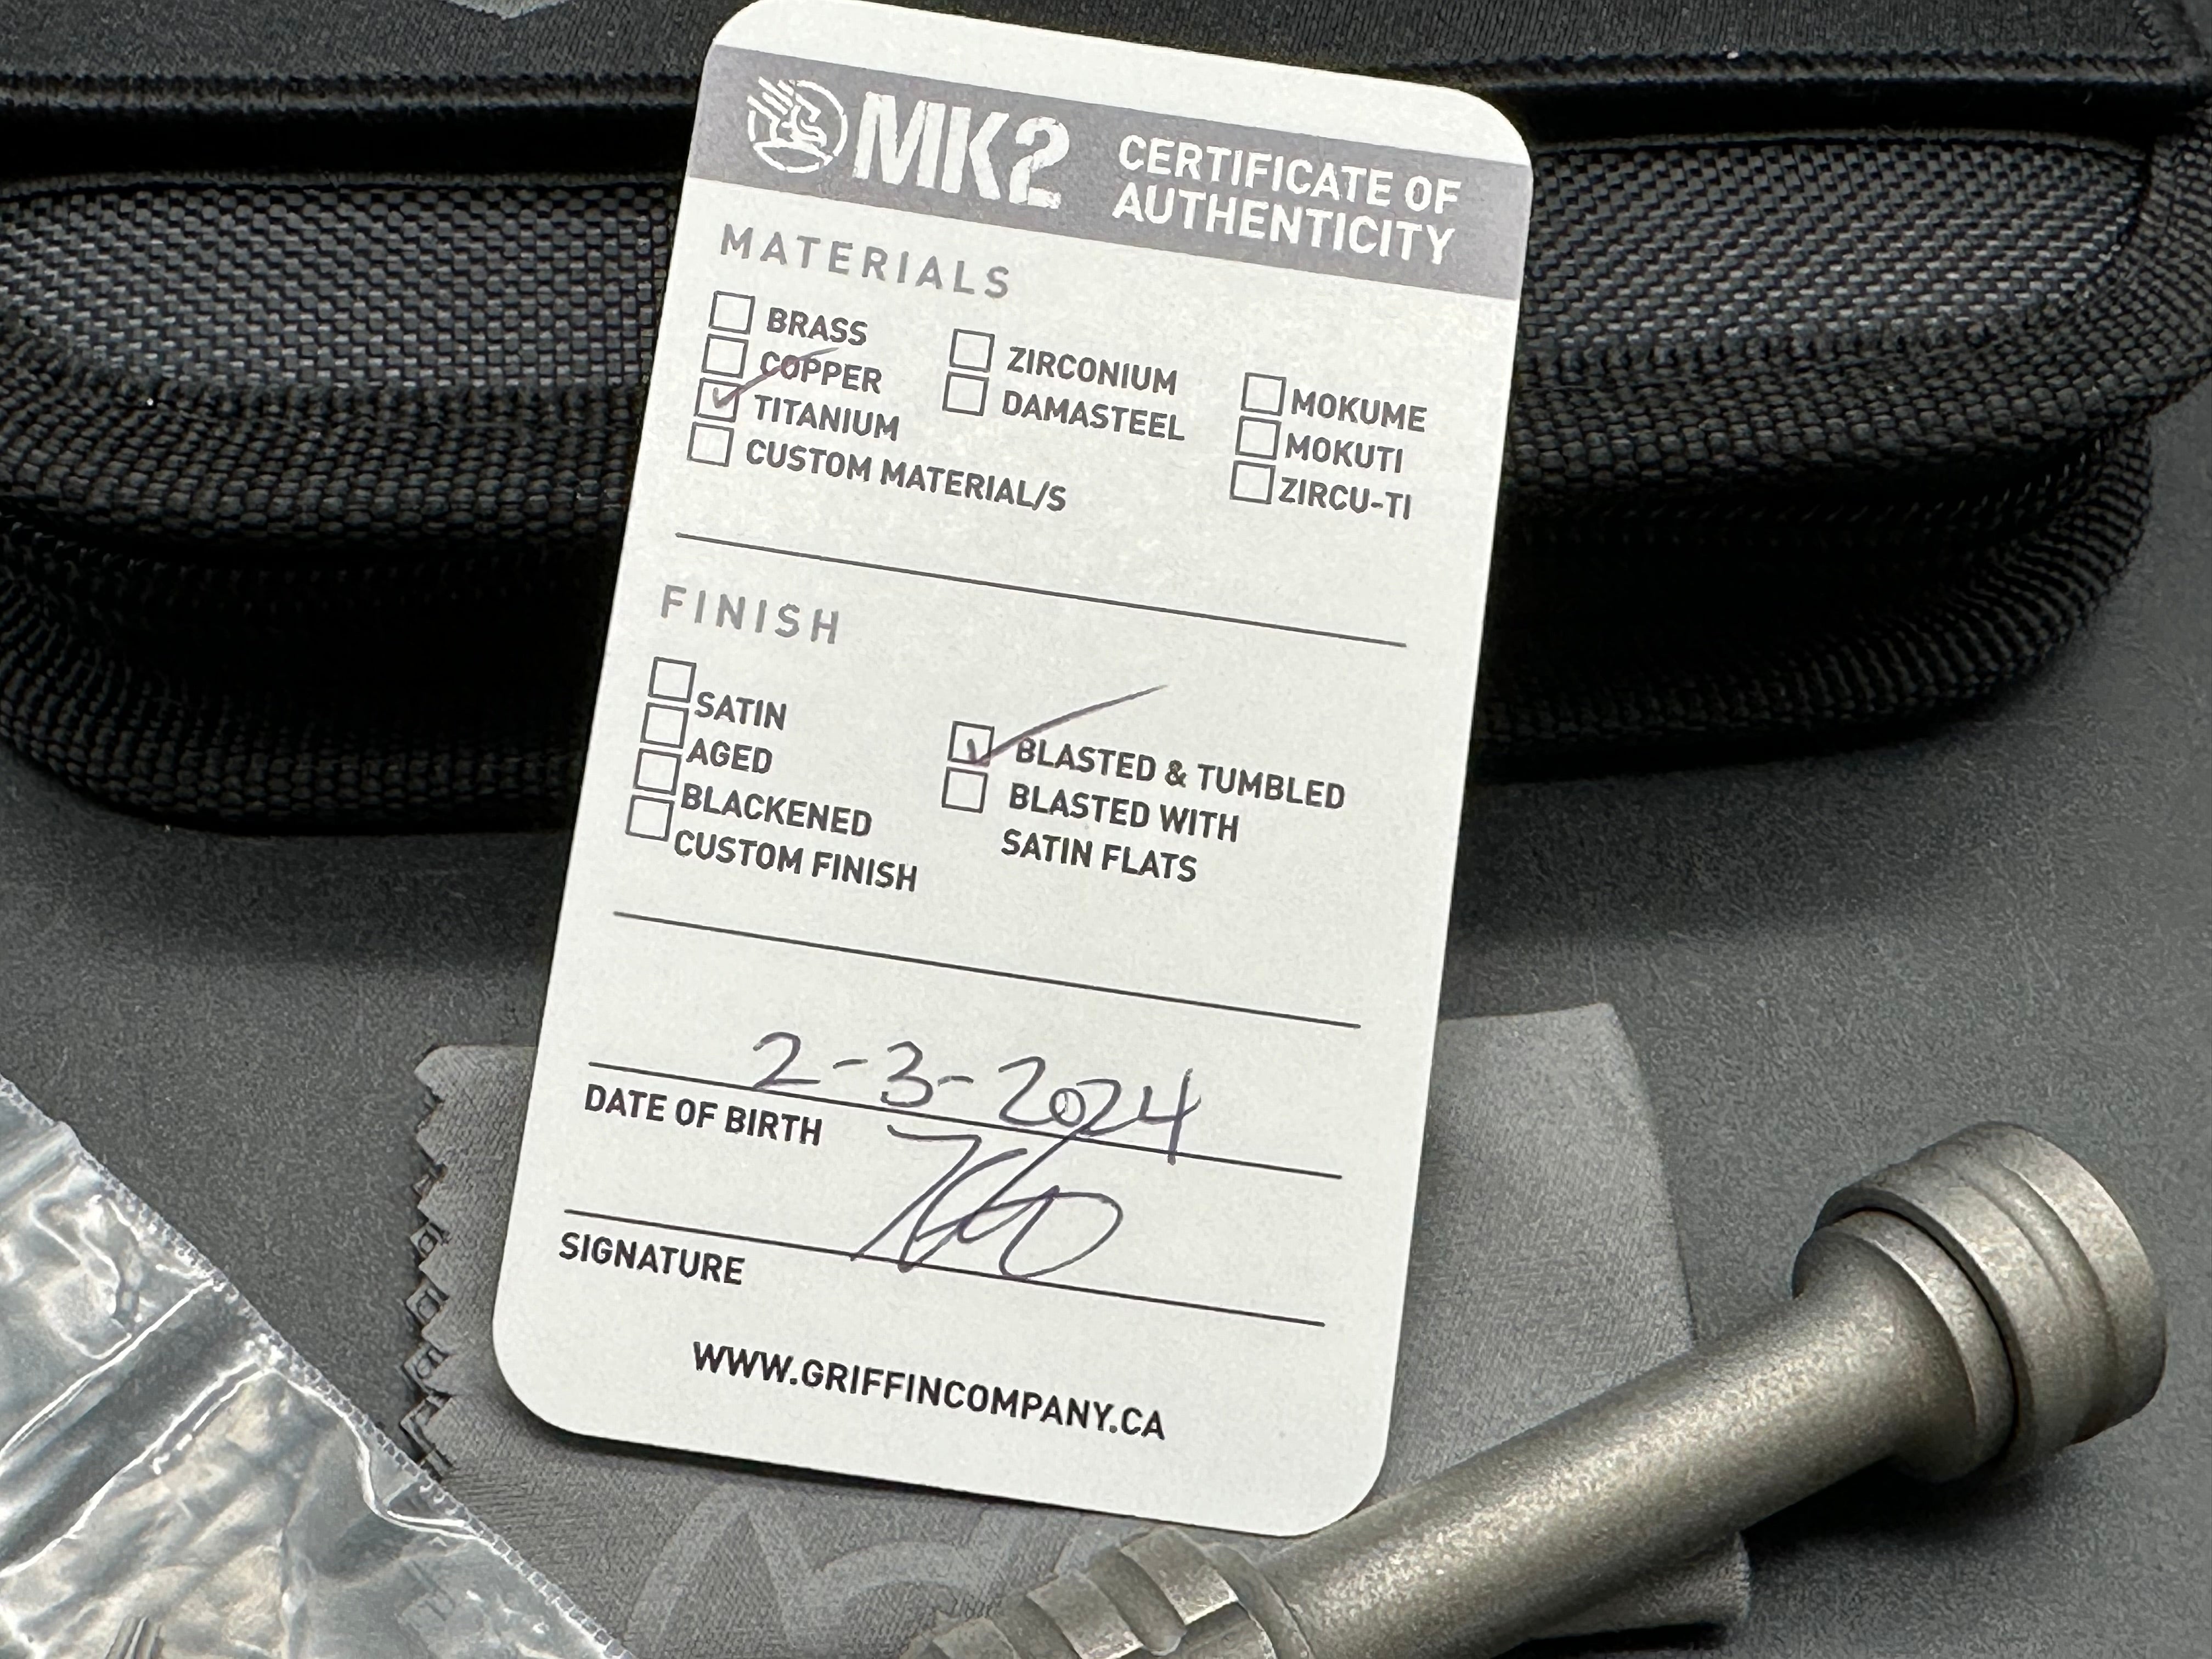 MK2 CERTIFICATE OF
AUTHENTICITY
MATERIALS
BRASS
COPPER
TITANIUM
CUSTOM MATERIAL/S
ZIRCONIUM
DAMASTEEL
MOKUME
MOKUTI
ZIRCU-TI
FINISH
SATIN
AGED
BLACKENED
CUSTOM FINISH
BLASTED & TUMBLED
BLASTED WITH
SATIN FLATS
2-3-2024
DATE OF BIRTH
SIGNATURE
WWW.GRIFFINCOMPANY.CA